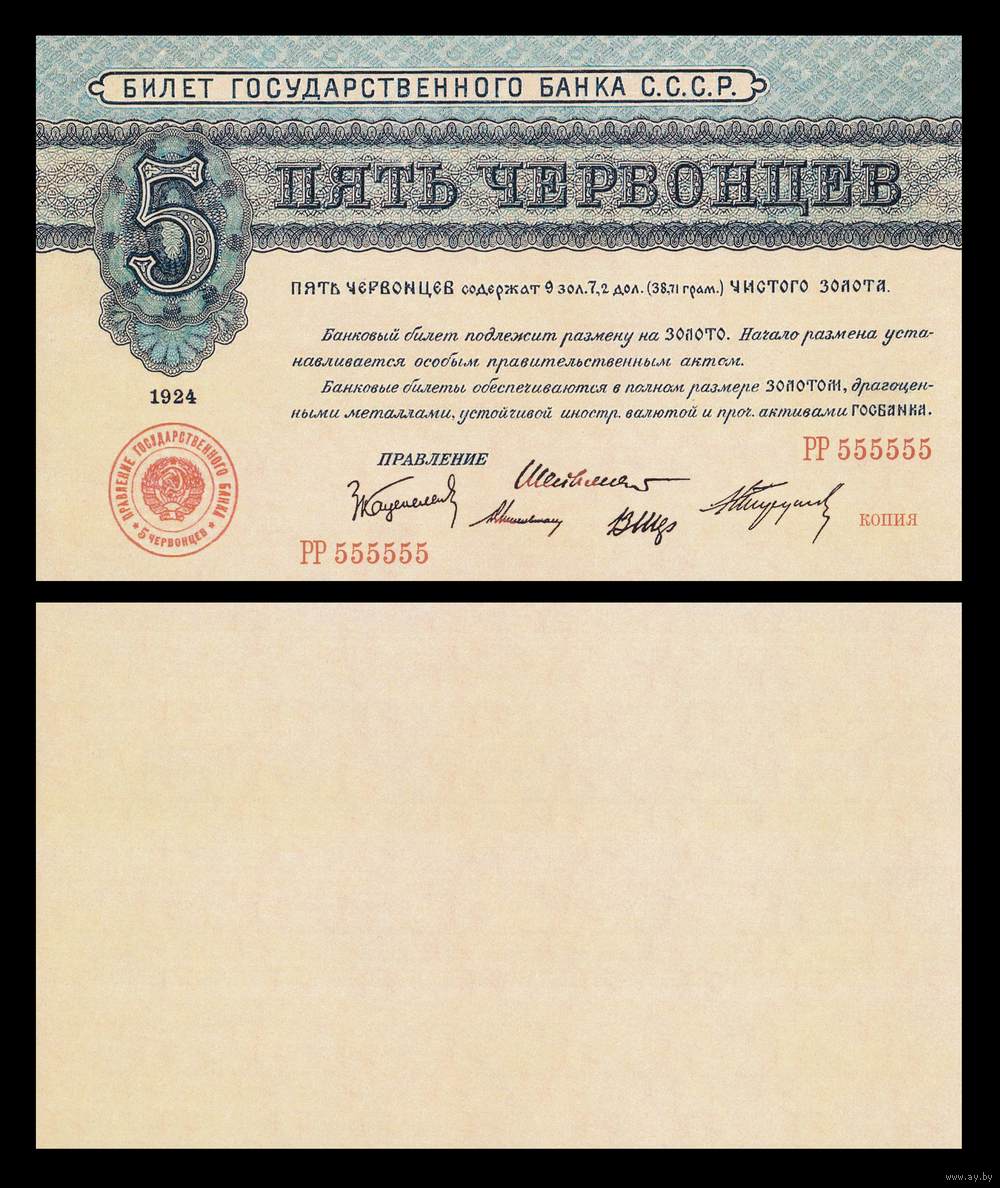 БИЛЕТ ГОСУДАРСТВЕННОГО БАНКА С.С.С.Р.
5
ПЯТЬ ЧЕРВОНЦЕВ
ПЯТЬ ЧЕРВОНЦЕВ содержат 9 зол. 7,2 дол. (38,71 грам.) ЧИСТОГО ЗОЛОТА.
Банковый билет подлежит размену на ЗОЛОТО. Начало размена уста-
навливается особым правительственным актом.
Банковые билеты обеспечиваются в полном размере ЗОЛОТОМ, драгоцен-
ными металлами, устойчивой иностр. валютой и проч. активами ГОСБАНКА.
1924
ПРАВЛЕНИЕ ГОСУДАРСТВЕННОГО БАНКА
★ 5 ЧЕРВОНЦЕВ ★
РР 555555
ПРАВЛЕНИЕ
КОПИЯ
РР 555555
www.ay.by